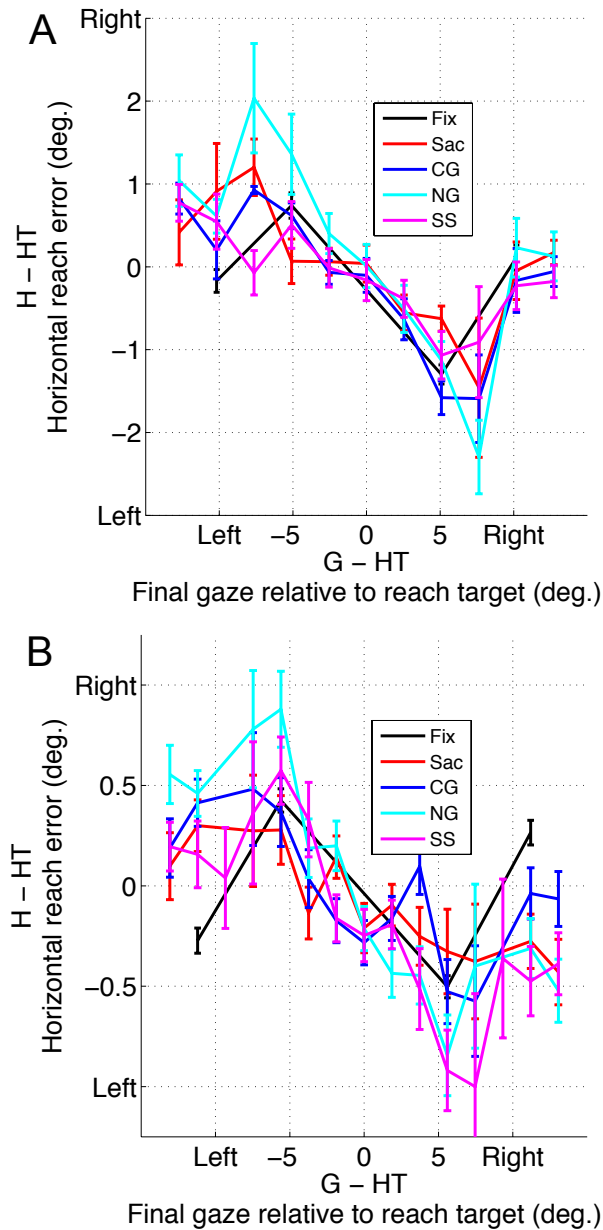 A
Right
2
1
0
−1
−2
Left
H − HT
Horizontal reach error (deg.)
Fix
Sac
CG
NG
SS
Left −5 0 5 Right
G − HT
Final gaze relative to reach target (deg.)
B
Right
0.5
0
−0.5
Left
H − HT
Horizontal reach error (deg.)
Fix
Sac
CG
NG
SS
Left −5 0 5 Right
G − HT
Final gaze relative to reach target (deg.)